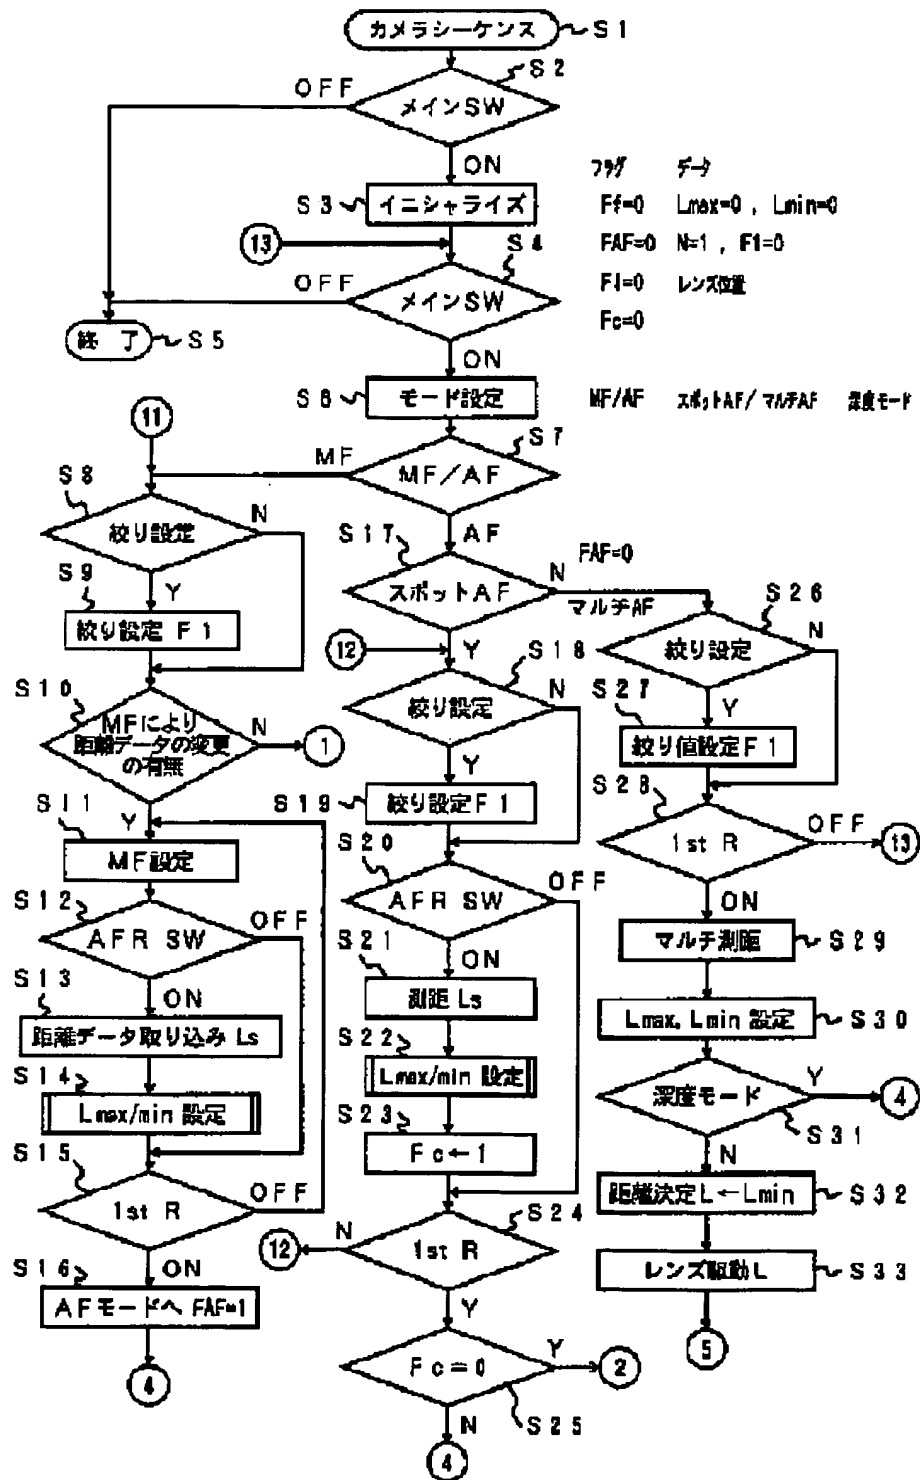 カメラシーケンス S1
S2
OFF
メインSW
ON
フラグ データ
S3 イニシャライズ
Ff=0 Lmax=0 , Lmin=0
13
S4
FAF=0 N=1 , F1=0
OFF
メインSW
Fl=0 レンズ位置
Fc=0
終了 S5
ON
S6 モード設定
MF/AF スポットAF/マルチAF 深度モード
11
S7
MF
MF/AF
S8
絞り設定
N
S17
AF
FAF=0
スポットAF
N
マルチAF
S26
S9
Y
絞り設定 F1
12
Y
S18
絞り設定
N
S10
MFにより
距離データの変更
の有無
N
1
絞り設定
N
S27
Y
絞り値設定F1
S11
Y
S19
Y
絞り設定F1
S28
MF設定
S20
1st R
OFF
13
S12
AFR SW
OFF
AFR SW
OFF
ON
S21
マルチ測距 S29
S13
ON
ON
測距 Ls
距離データ取り込み Ls
Lmax,Lmin 設定 S30
S22
S14
Lmax/min 設定
Lmax/min 設定
深度モード
Y
4
S31
S23
N
S15
Fc←1
距離決定L←Lmin S32
1st R
OFF
S24
N
12
1st R
レンズ駆動L S33
S16
ON
AFモードへ FAF=1
Y
5
4
Fc=0
Y
2
S25
N
4